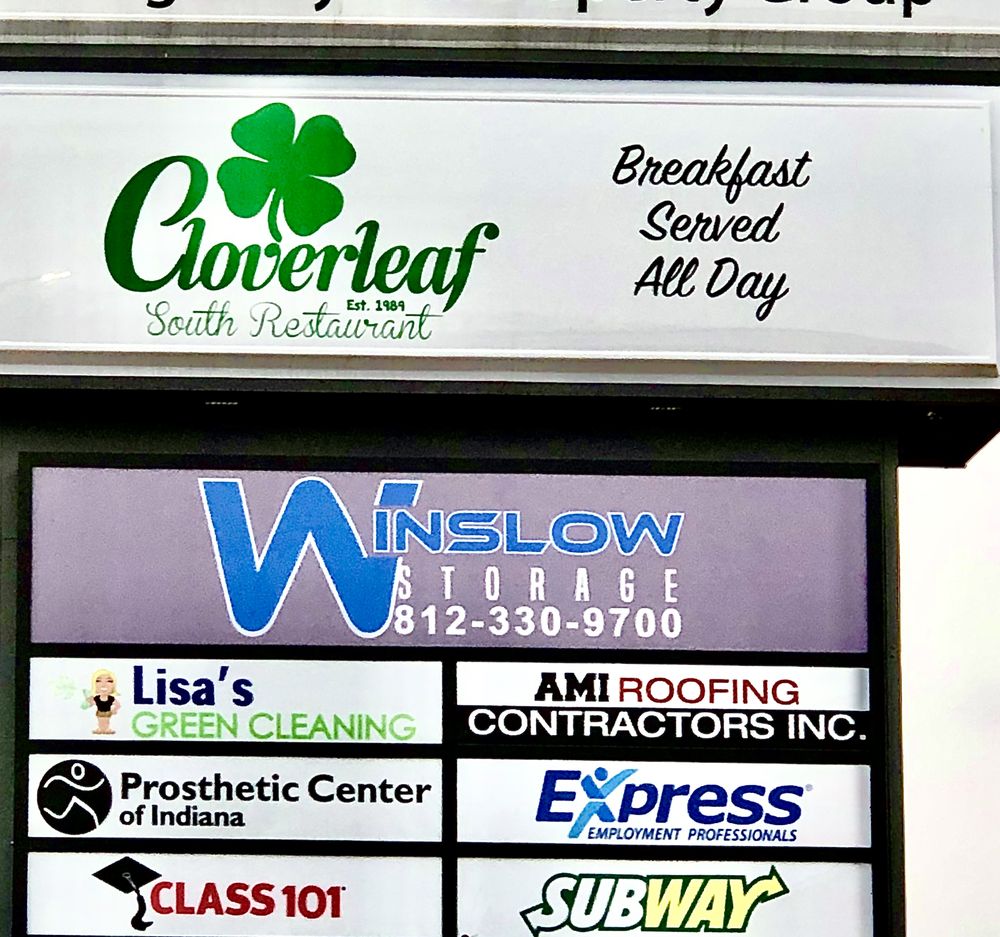 Group
Cloverleaf
Est. 1989
South Restaurant
Breakfast
Served
All Day
WINSLOW
STORAGE
812-330-9700
Lisa's
GREEN CLEANING
AMI ROOFING
CONTRACTORS INC.
Prosthetic Center
of Indiana
Express
EMPLOYMENT PROFESSIONALS
CLASS 101
SUBWAY